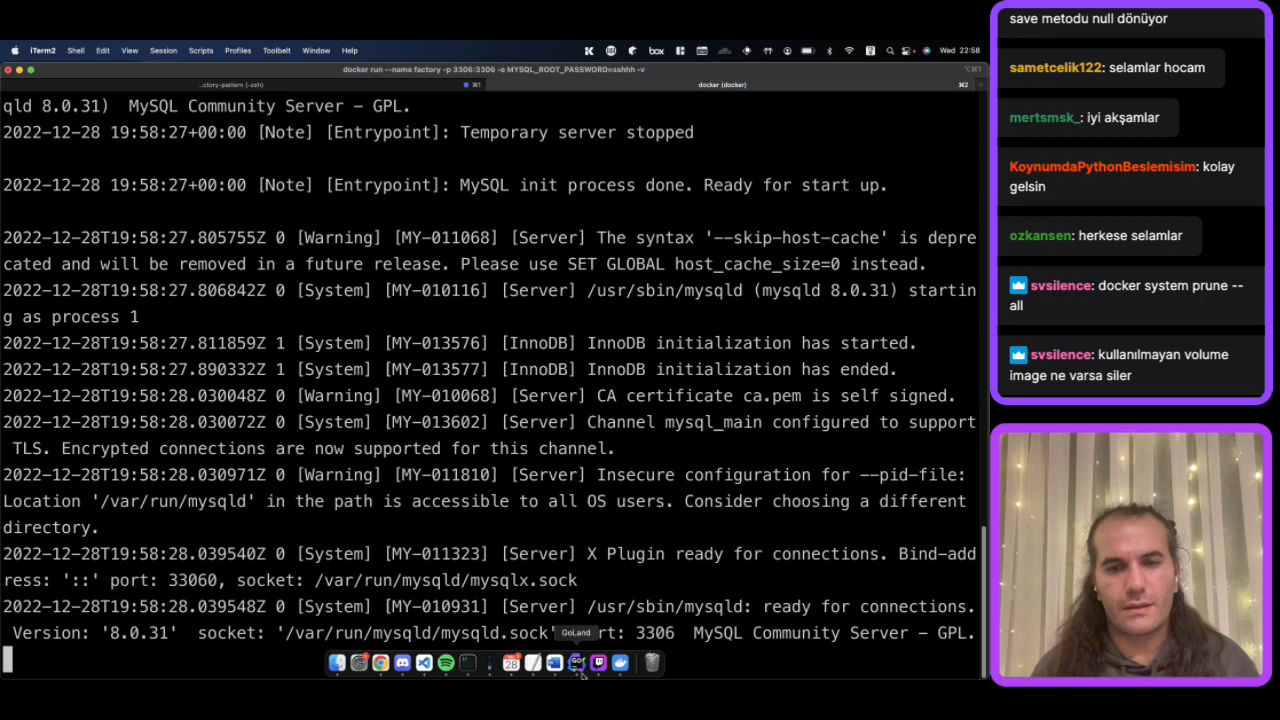 iTerm2 Shell Edit View Session Scripts Profiles Toolbelt Window Help box Wed 22:58
docker run --name factory -p 3306:3306 -e MYSQL_ROOT_PASSWORD=sshhh -v
..ctory-pattern (-zsh) ⌘1 docker (docker) ⌘2
qld 8.0.31) MySQL Community Server - GPL.
2022-12-28 19:58:27+00:00 [Note] [Entrypoint]: Temporary server stopped
2022-12-28 19:58:27+00:00 [Note] [Entrypoint]: MySQL init process done. Ready for start up.
2022-12-28T19:58:27.805755Z 0 [Warning] [MY-011068] [Server] The syntax '--skip-host-cache' is depre
cated and will be removed in a future release. Please use SET GLOBAL host_cache_size=0 instead.
2022-12-28T19:58:27.806842Z 0 [System] [MY-010116] [Server] /usr/sbin/mysqld (mysqld 8.0.31) startin
g as process 1
2022-12-28T19:58:27.811859Z 1 [System] [MY-013576] [InnoDB] InnoDB initialization has started.
2022-12-28T19:58:27.890332Z 1 [System] [MY-013577] [InnoDB] InnoDB initialization has ended.
2022-12-28T19:58:28.030048Z 0 [Warning] [MY-010068] [Server] CA certificate ca.pem is self signed.
2022-12-28T19:58:28.030072Z 0 [System] [MY-013602] [Server] Channel mysql_main configured to support
TLS. Encrypted connections are now supported for this channel.
2022-12-28T19:58:28.030971Z 0 [Warning] [MY-011810] [Server] Insecure configuration for --pid-file:
Location '/var/run/mysqld' in the path is accessible to all OS users. Consider choosing a different
directory.
2022-12-28T19:58:28.039540Z 0 [System] [MY-011323] [Server] X Plugin ready for connections. Bind-add
ress: '::' port: 33060, socket: /var/run/mysqld/mysqlx.sock
2022-12-28T19:58:28.039548Z 0 [System] [MY-010931] [Server] /usr/sbin/mysqld: ready for connections.
Version: '8.0.31' socket: '/var/run/mysqld/mysqld.sock' rt: 3306 MySQL Community Server - GPL.
GoLand
28
GO
save metodu null dönüyor
sametcelik122: selamlar hocam
mertsmsk_: iyi akşamlar
KoynumdaPythonBeslemisim: kolay
gelsin
ozkansen: herkese selamlar
svsilence: docker system prune --
all
svsilence: kullanılmayan volume
image ne varsa siler